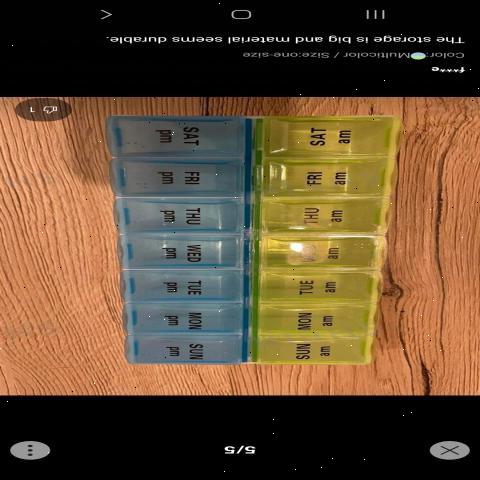 5/5
SUN am
SUN pm
MON am
MON pm
TUE am
TUE pm
am
WED pm
THU am
THU pm
FRI am
FRI pm
SAT am
SAT pm
1
f***e
Color:Multicolor / Size:one-size
The storage is big and material seems durable.